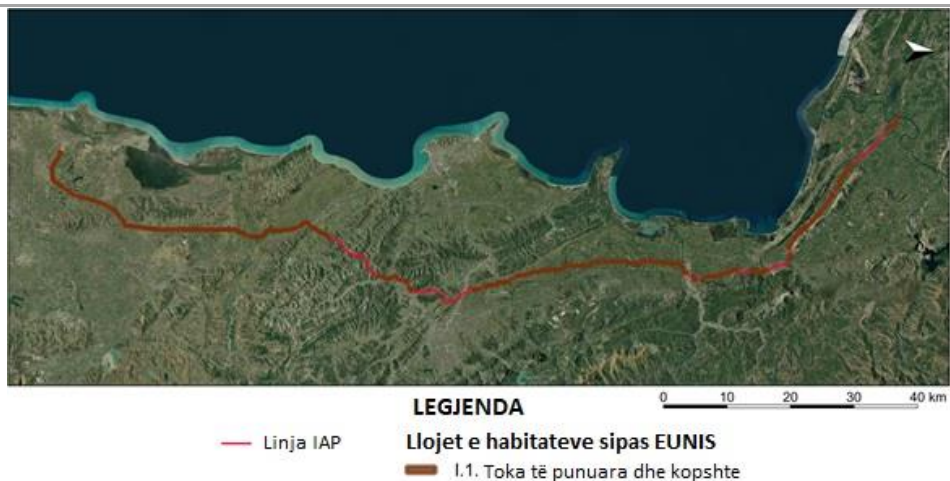 LEGJENDA
0 10 20 30 40 km
Linja IAP
Llojet e habitateve sipas EUNIS
I.1. Toka të punuara dhe kopshte